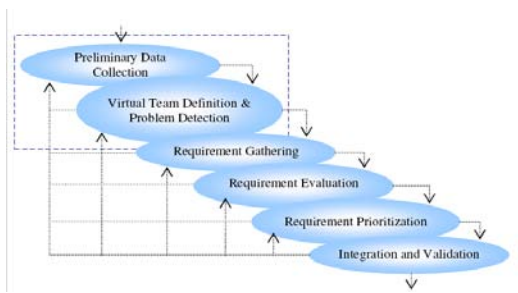 Preliminary Data
Collection
Virtual Team Definition &
Problem Detection
Requirement Gathering
Requirement Evaluation
Requirement Prioritization
Integration and Validation